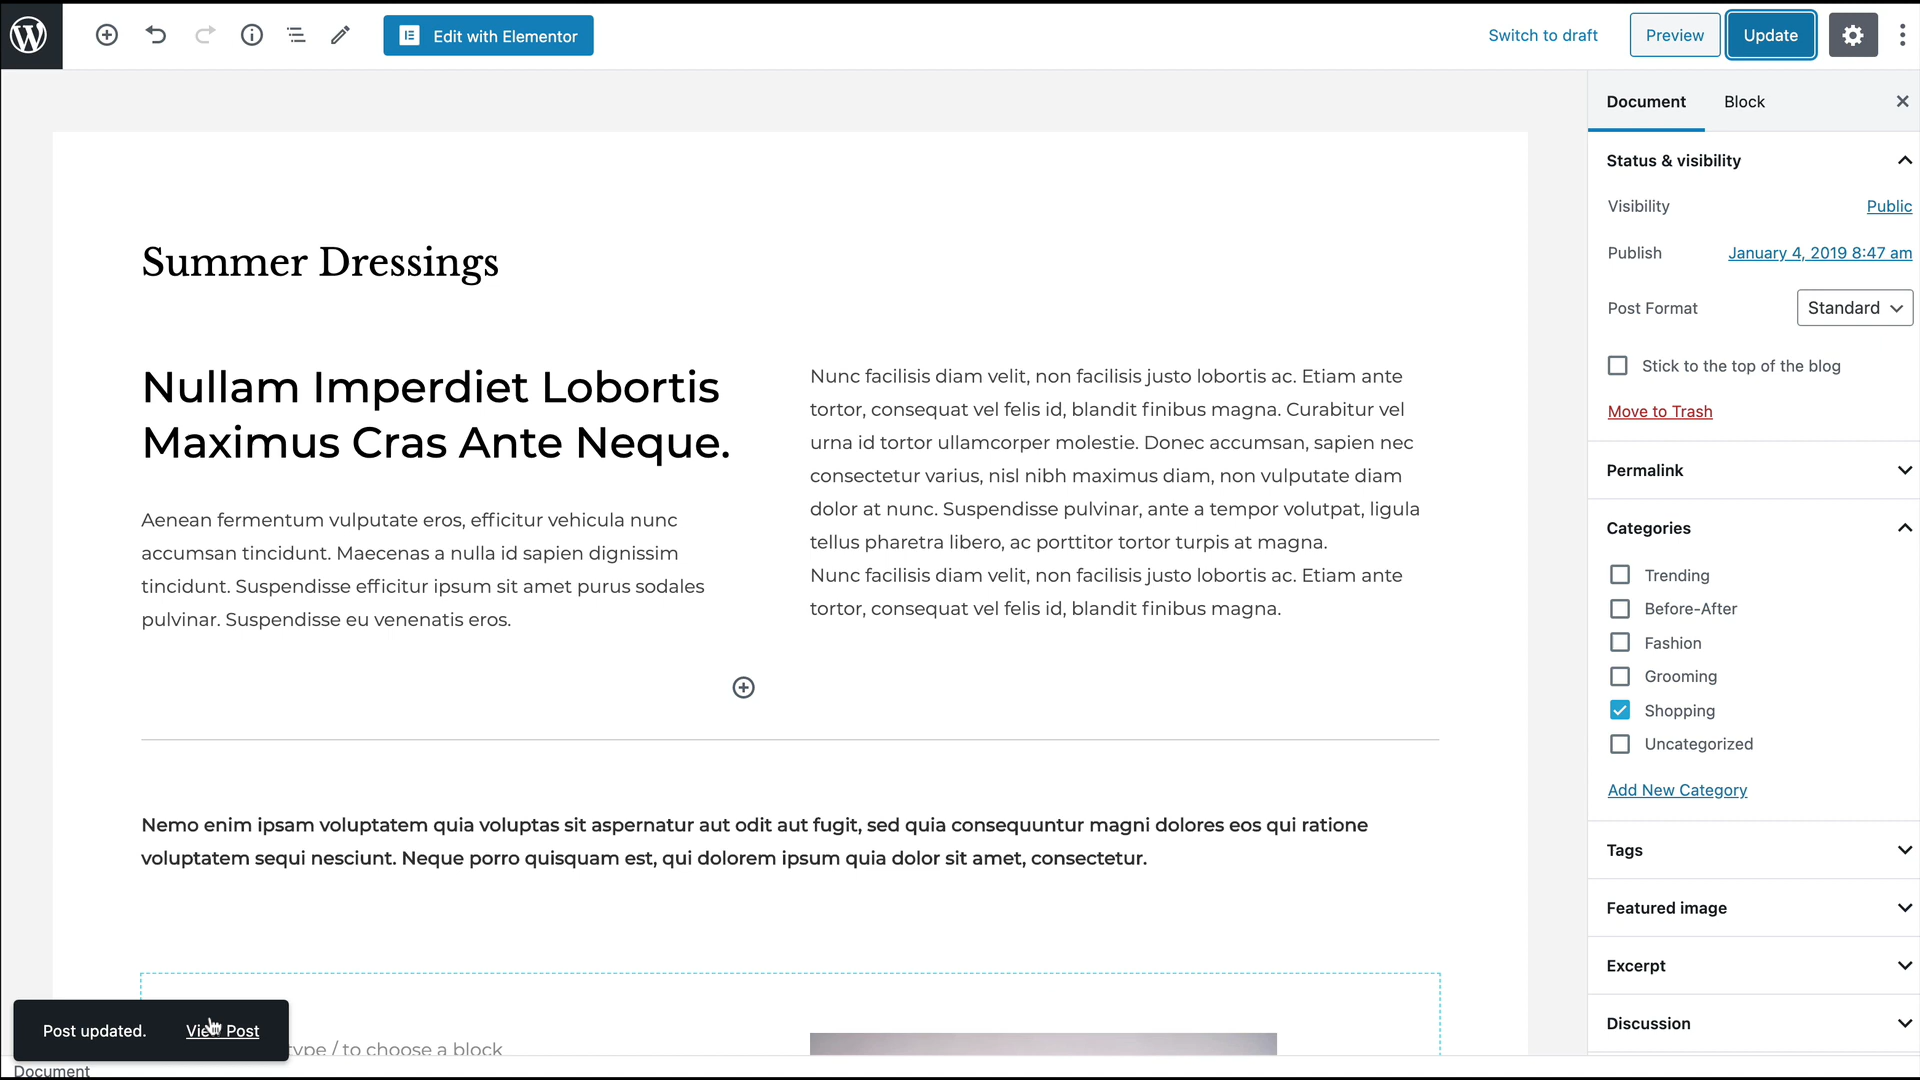 Edit with Elementor
Switch to draft
Preview
Update
Document
Block
Status & visibility
Visibility
Public
Publish
January 4, 2019 8:47 am
Post Format
Standard
Stick to the top of the blog
Move to Trash
Permalink
Categories
Trending
Before-After
Fashion
Grooming
Shopping
Uncategorized
Add New Category
Tags
Featured image
Excerpt
Discussion
Summer Dressings
Nullam Imperdiet Lobortis
Maximus Cras Ante Neque.
Aenean fermentum vulputate eros, efficitur vehicula nunc
accumsan tincidunt. Maecenas a nulla id sapien dignissim
tincidunt. Suspendisse efficitur ipsum sit amet purus sodales
pulvinar. Suspendisse eu venenatis eros.
Nunc facilisis diam velit, non facilisis justo lobortis ac. Etiam ante
tortor, consequat vel felis id, blandit finibus magna. Curabitur vel
urna id tortor ullamcorper molestie. Donec accumsan, sapien nec
consectetur varius, nisl nibh maximus diam, non vulputate diam
dolor at nunc. Suspendisse pulvinar, ante a tempor volutpat, ligula
tellus pharetra libero, ac porttitor tortor turpis at magna.
Nunc facilisis diam velit, non facilisis justo lobortis ac. Etiam ante
tortor, consequat vel felis id, blandit finibus magna.
Nemo enim ipsam voluptatem quia voluptas sit aspernatur aut odit aut fugit, sed quia consequuntur magni dolores eos qui ratione
voluptatem sequi nesciunt. Neque porro quisquam est, qui dolorem ipsum quia dolor sit amet, consectetur.
type / to choose a block
Post updated.
View Post
Document